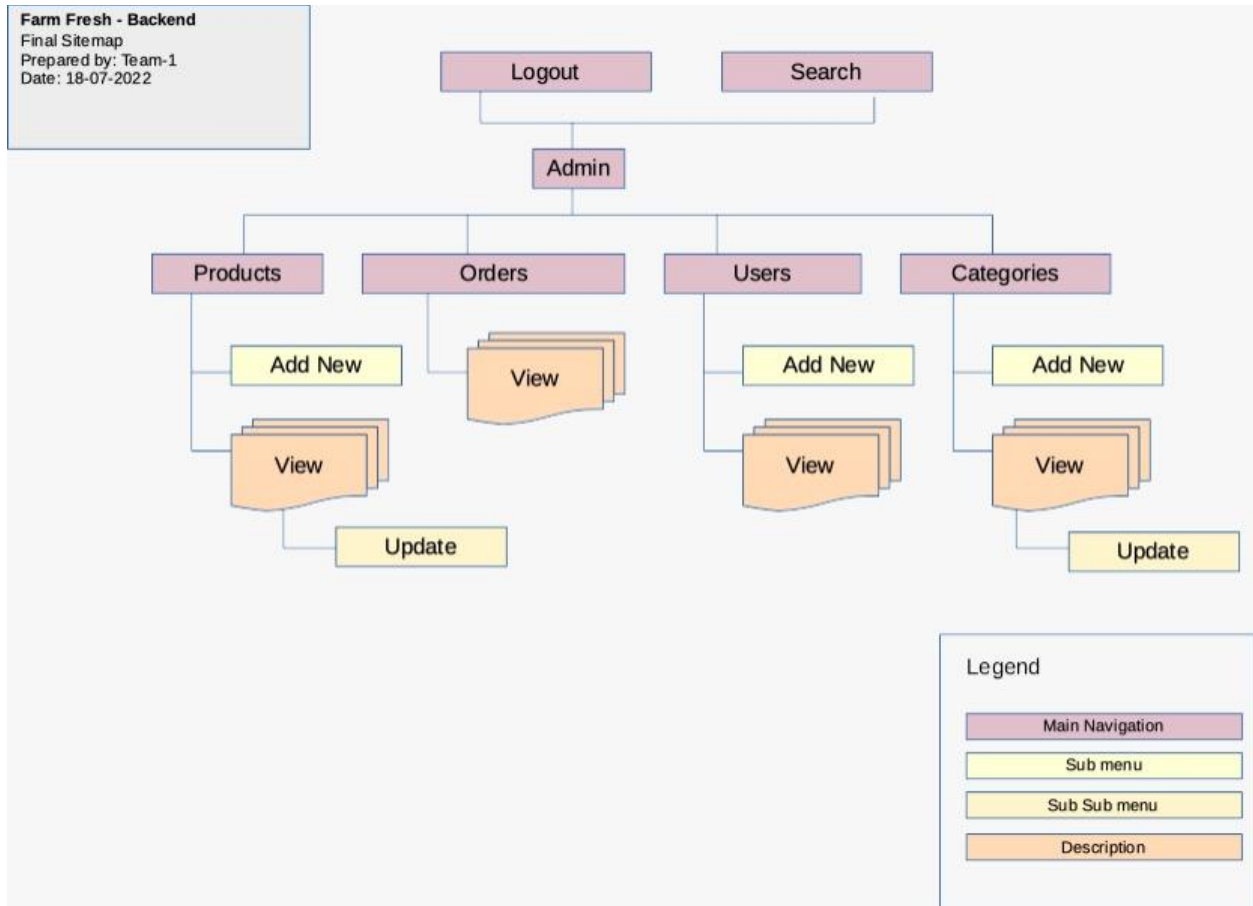 Farm Fresh - Backend
Final Sitemap
Prepared by: Team-1
Date: 18-07-2022
Logout
Search
Admin
Products
Orders
Users
Categories
Add New
View
Add New
Add New
View
View
View
Update
Update
Legend
Main Navigation
Sub menu
Sub Sub menu
Description